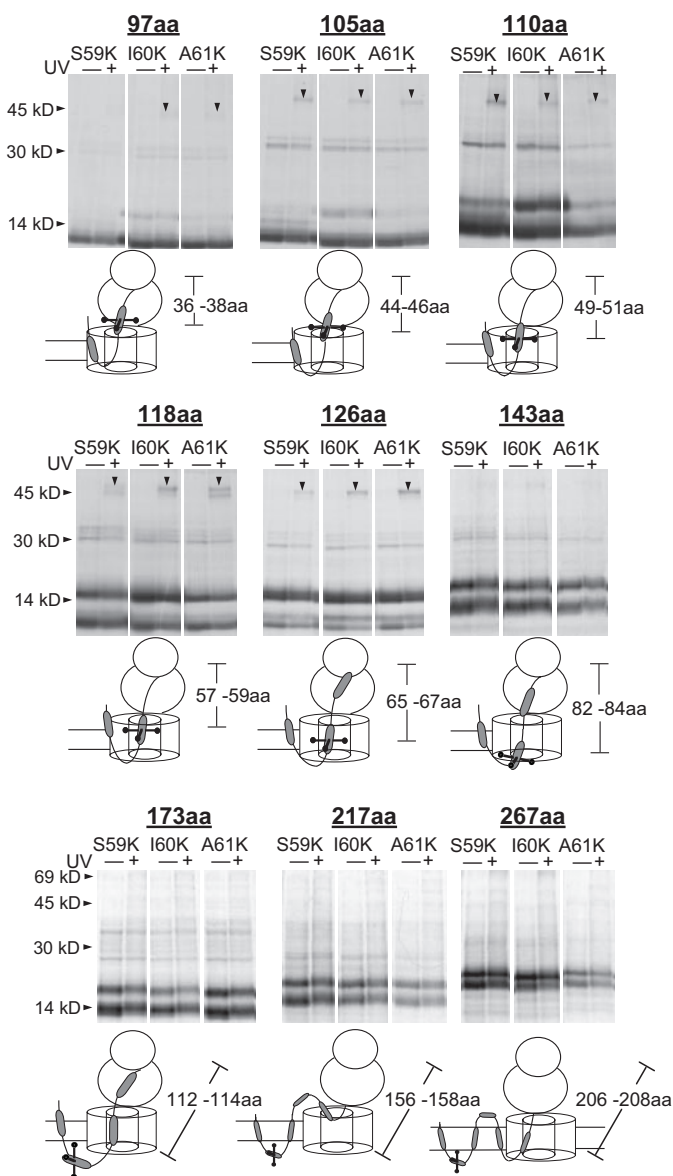 97aa 105aa 110aa
S59K I60K A61K S59K I60K A61K S59K I60K A61K
UV — + — + — + — + — + — + — + — + — +
45 kD
30 kD
14 kD
36 -38aa 44-46aa 49-51aa
118aa 126aa 143aa
S59K I60K A61K S59K I60K A61K S59K I60K A61K
UV — + — + — + — + — + — + — + — + — +
45 kD
30 kD
14 kD
57 -59aa 65 -67aa 82 -84aa
173aa 217aa 267aa
S59K I60K A61K S59K I60K A61K S59K I60K A61K
UV — + — + — + — + — + — + — + — + — +
69 kD
45 kD
30 kD
14 kD
112 -114aa 156 -158aa 206 -208aa